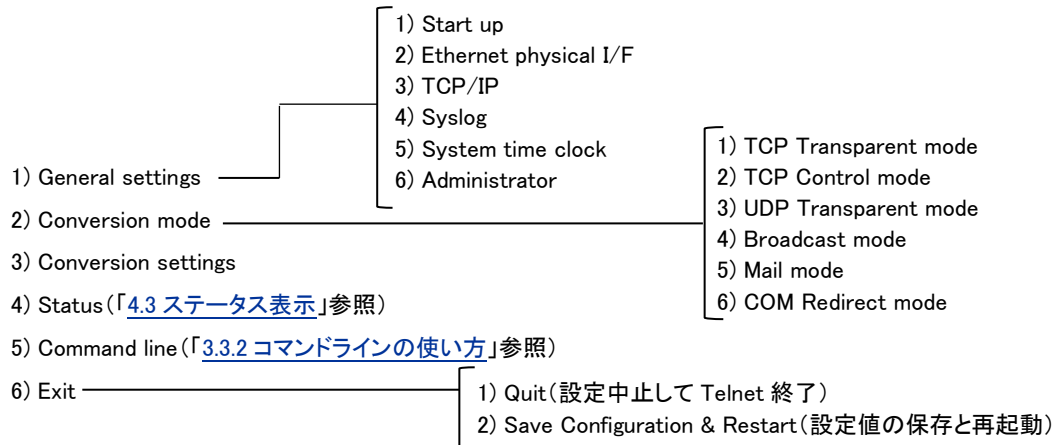 1) Start up
2) Ethernet physical I/F
3) TCP/IP
4) Syslog
5) System time clock
6) Administrator
1) General settings
2) Conversion mode
1) TCP Transparent mode
2) TCP Control mode
3) UDP Transparent mode
4) Broadcast mode
5) Mail mode
6) COM Redirect mode
3) Conversion settings
4) Status(「4.3 ステータス表示」参照)
5) Command line(「3.3.2 コマンドラインの使い方」参照)
6) Exit
1) Quit(設定中止して Telnet 終了)
2) Save Configuration & Restart(設定値の保存と再起動)